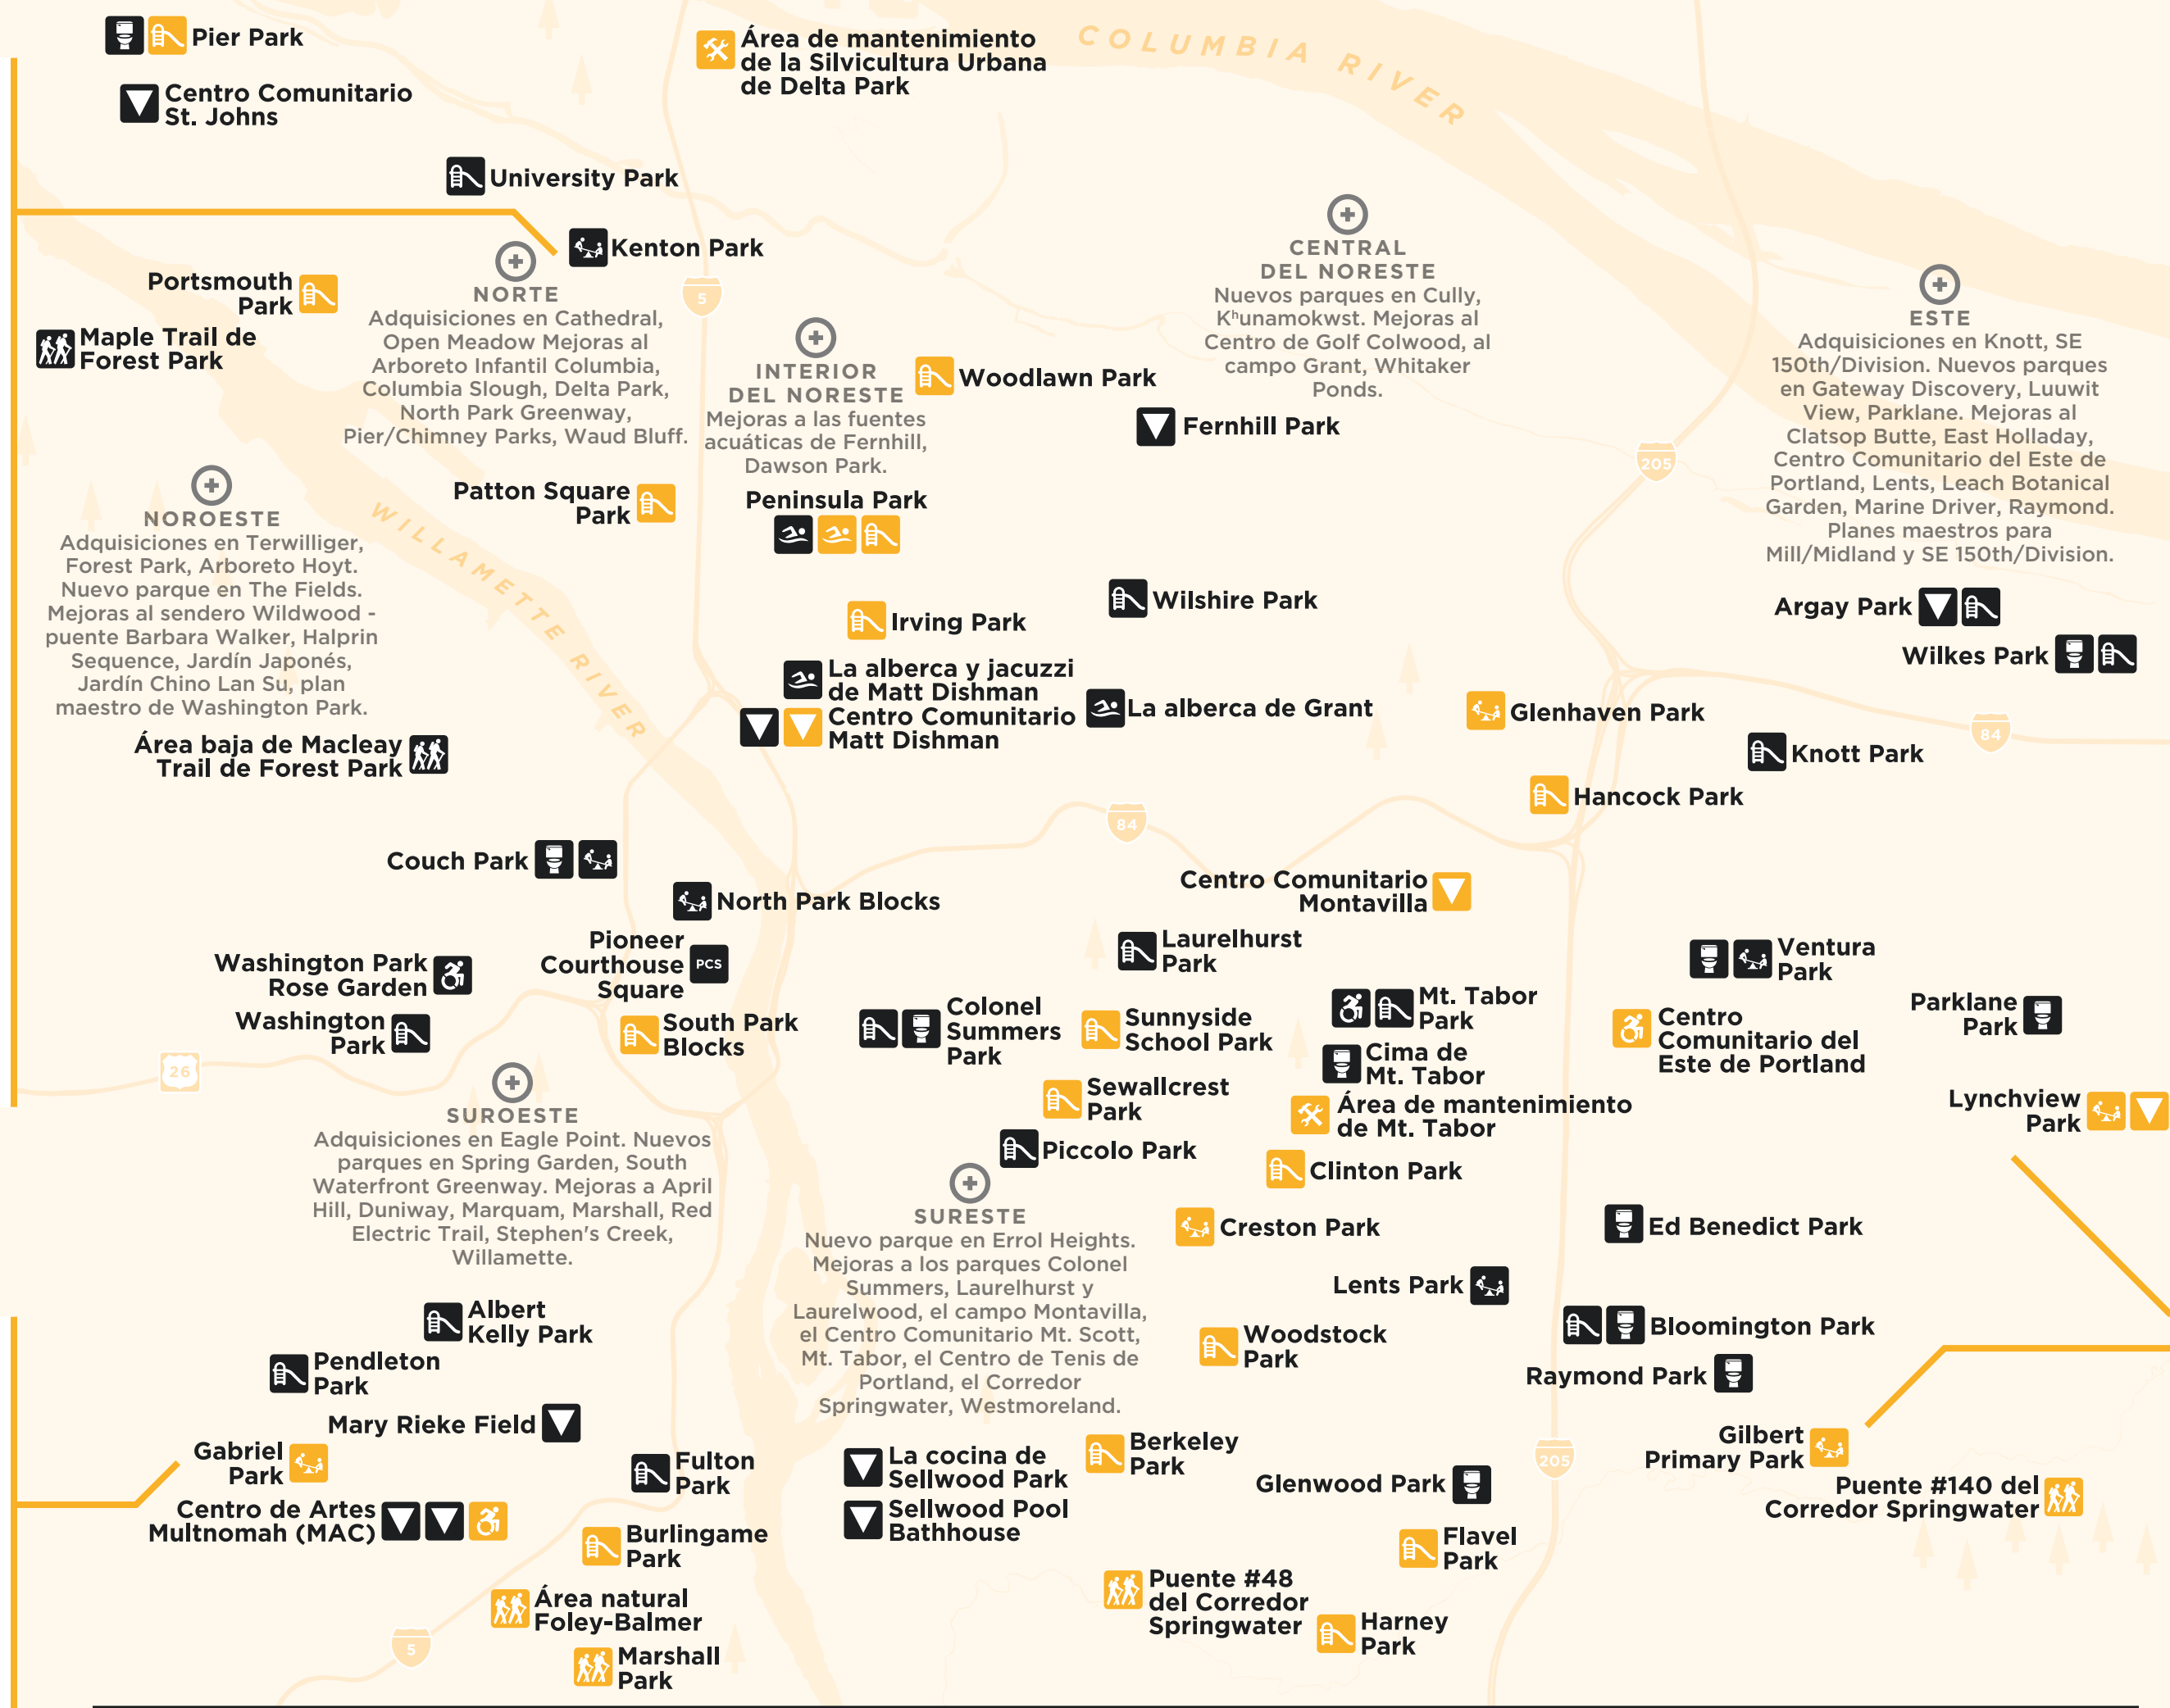 Pier Park
Área de mantenimiento
de la Silvicultura Urbana
de Delta Park
COLUMBIA RIVER
Centro Comunitario
St. Johns
University Park
Kenton Park
Portsmouth
Park
Maple Trail de
Forest Park
NORTE
Adquisiciones en Cathedral,
Open Meadow Mejoras al
Arboreto Infantil Columbia,
Columbia Slough, Delta Park,
North Park Greenway,
Pier/Chimney Parks, Waud Bluff.
5
INTERIOR
DEL NORESTE
Mejoras a las fuentes
acuáticas de Fernhill,
Dawson Park.
CENTRAL
DEL NORESTE
Nuevos parques en Cully,
Kʰunamokwst. Mejoras al
Centro de Golf Colwood, al
campo Grant, Whitaker
Ponds.
ESTE
Adquisiciones en Knott, SE
150th/Division. Nuevos parques
en Gateway Discovery, Luuwit
View, Parklane. Mejoras al
Clatsop Butte, East Holladay,
Centro Comunitario del Este de
Portland, Lents, Leach Botanical
Garden, Marine Driver, Raymond.
Planes maestros para
Mill/Midland y SE 150th/Division.
Woodlawn Park
Fernhill Park
205
NOROESTE
Adquisiciones en Terwilliger,
Forest Park, Arboreto Hoyt.
Nuevo parque en The Fields.
Mejoras al sendero Wildwood -
puente Barbara Walker, Halprin
Sequence, Jardín Japonés,
Jardín Chino Lan Su, plan
maestro de Washington Park.
Patton Square
Park
WILLAMETTE RIVER
Peninsula Park
Irving Park
Wilshire Park
Argay Park
Wilkes Park
La alberca y jacuzzi
de Matt Dishman
Centro Comunitario
Matt Dishman
La alberca de Grant
Glenhaven Park
84
Knott Park
Área baja de Macleay
Trail de Forest Park
Hancock Park
84
Couch Park
North Park Blocks
Centro Comunitario
Montavilla
Pioneer
Courthouse
Square
PCS
Laurelhurst
Park
Ventura
Park
Washington Park
Rose Garden
Washington
Park
South Park
Blocks
Colonel
Summers
Park
Sunnyside
School Park
Mt. Tabor
Park
Cima de
Mt. Tabor
Centro
Comunitario del
Este de Portland
Parklane
Park
26
Sewallcrest
Park
Área de mantenimiento
de Mt. Tabor
Lynchview
Park
SUROESTE
Adquisiciones en Eagle Point. Nuevos
parques en Spring Garden, South
Waterfront Greenway. Mejoras a April
Hill, Duniway, Marquam, Marshall, Red
Electric Trail, Stephen's Creek,
Willamette.
Piccolo Park
Clinton Park
SURESTE
Nuevo parque en Errol Heights.
Mejoras a los parques Colonel
Summers, Laurelhurst y
Laurelwood, el campo Montavilla,
el Centro Comunitario Mt. Scott,
Mt. Tabor, el Centro de Tenis de
Portland, el Corredor
Springwater, Westmoreland.
Creston Park
Ed Benedict Park
Lents Park
Albert
Kelly Park
Woodstock
Park
Bloomington Park
Pendleton
Park
Raymond Park
Mary Rieke Field
Gabriel
Park
Fulton
Park
La cocina de
Sellwood Park
Berkeley
Park
Glenwood Park
205
Gilbert
Primary Park
Puente #140 del
Corredor Springwater
Centro de Artes
Multnomah (MAC)
Sellwood Pool
Bathhouse
Burlingame
Park
Flavel
Park
Área natural
Foley-Balmer
Puente #48
del Corredor
Springwater
Harney
Park
5
Marshall
Park